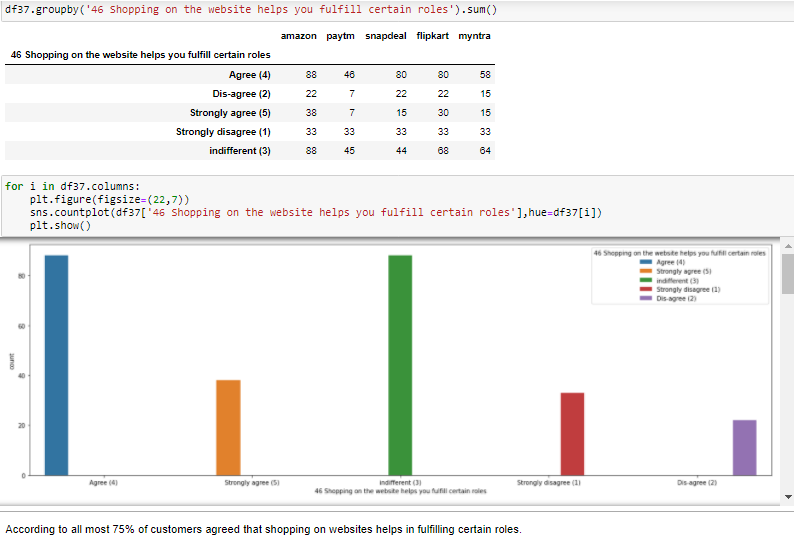 df37.groupby('46 Shopping on the website helps you fulfill certain roles').sum()
amazon paytm snapdeal flipkart myntra
46 Shopping on the website helps you fulfill certain roles
Agree (4) 88 46 80 80 58
Dis-agree (2) 22 7 22 22 15
Strongly agree (5) 38 7 15 30 15
Strongly disagree (1) 33 33 33 33 33
indifferent (3) 88 45 44 68 64
for i in df37.columns:
plt.figure(figsize=(22,7))
sns.countplot(df37['46 Shopping on the website helps you fulfill certain roles'],hue=df37[i])
plt.show()
46 Shopping on the website helps you fulfill certain roles
Agree (4)
Strongly agree (5)
indifferent (3)
Strongly disagree (1)
Dis-agree (2)
80
60
40
20
0
count
Agree (4) Strongly agree (5) indifferent (3) Strongly disagree (1) Dis-agree (2)
46 Shopping on the website helps you fulfill certain roles
According to all most 75% of customers agreed that shopping on websites helps in fulfilling certain roles.